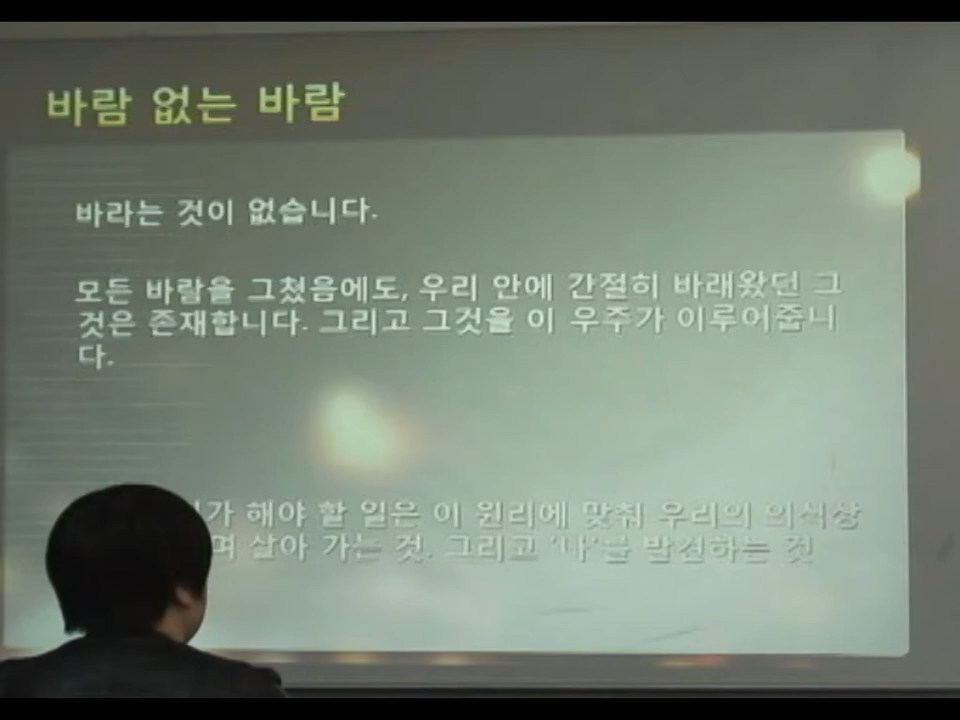 바람 없는 바람
바라는 것이 없습니다.
모든 바람을 그쳤음에도, 우리 안에 간절히 바래왔던 그
것은 존재합니다. 그리고 그것을 이 우주가 이루어줍니
다.
해야 할 일은 이 원리에 맞춰 우리의 의식상
살아 가는 것. 그리고 '나'를 발견하는 것